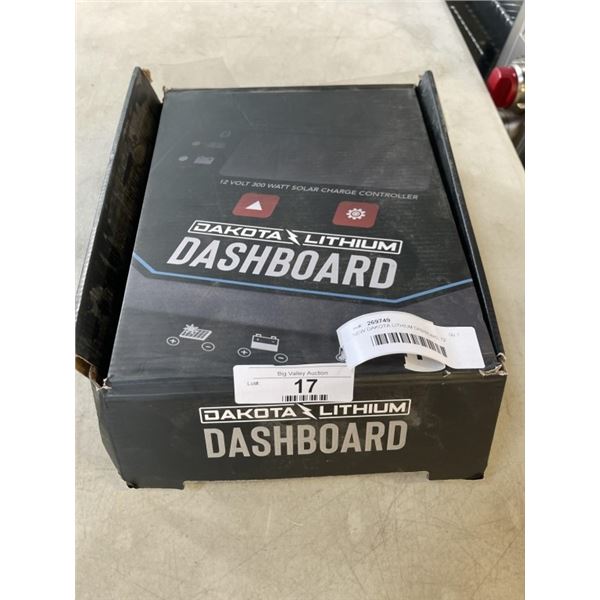 12 VOLT 300 WATT SOLAR CHARGE CONTROLLER
DAKOTA LITHIUM
DASHBOARD
269749
NEW DAKOTA LITHIUM DASHBOARD, 12
Big Valley Auction
Lot#
17
DAKOTA LITHIUM
DASHBOARD